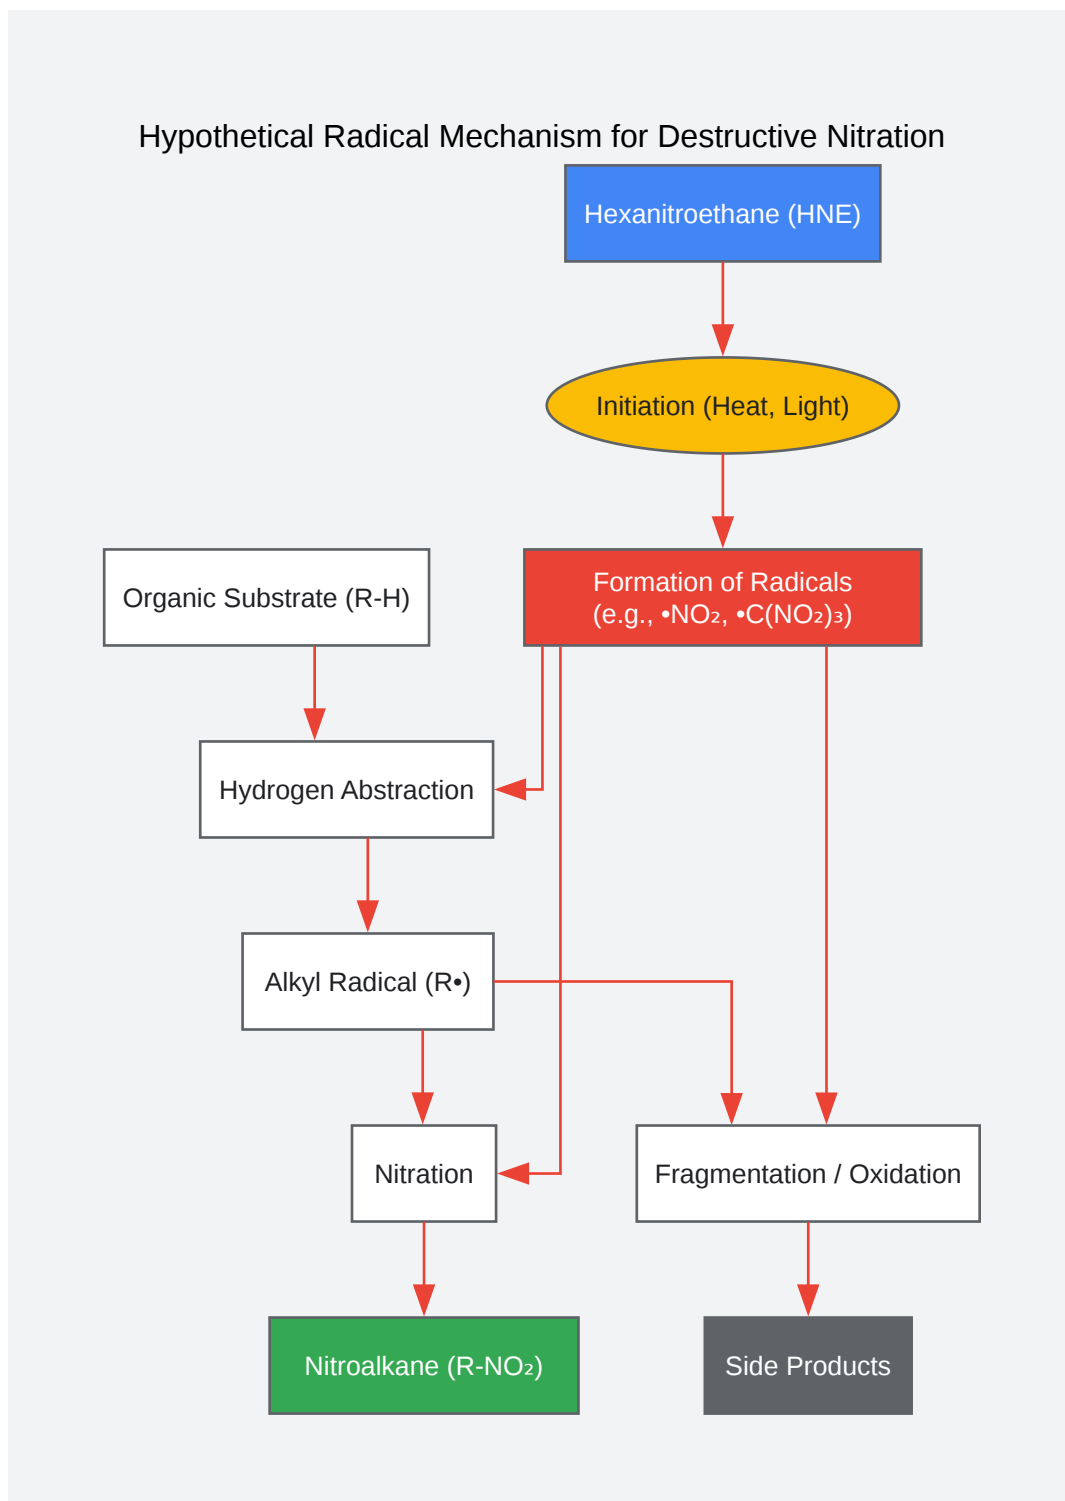 Hypothetical Radical Mechanism for Destructive Nitration
Hexanitroethane (HNE)
Initiation (Heat, Light)
Organic Substrate (R-H)
Formation of Radicals
(e.g., •NO₂, •C(NO₂)₃)
Hydrogen Abstraction
Alkyl Radical (R•)
Nitration
Fragmentation / Oxidation
Nitroalkane (R-NO₂)
Side Products